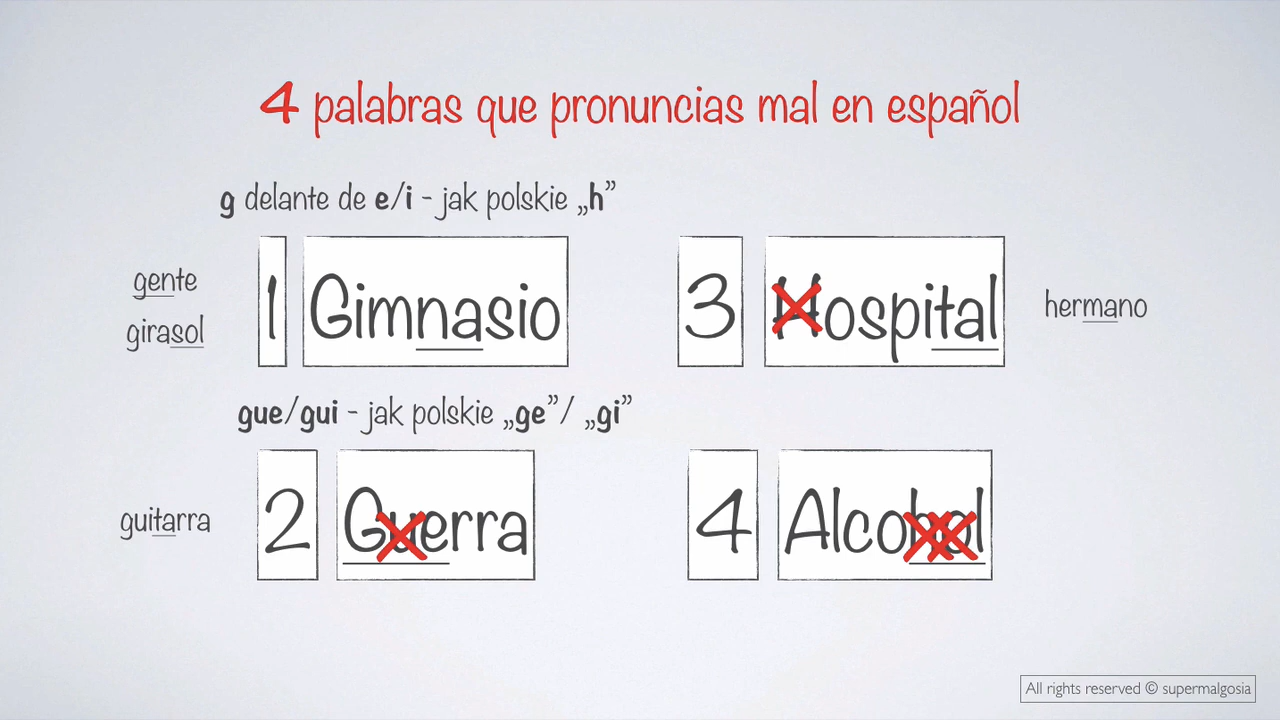 4 palabras que pronuncias mal en español
g delante de e/i - jak polskie „h”
gente
girasol
1 Gimnasio
3 Hospital
hermano
gue/gui - jak polskie „ge”/ „gi”
guitarra
2 Guerra
4 Alcohol
All rights reserved © supermalgosia